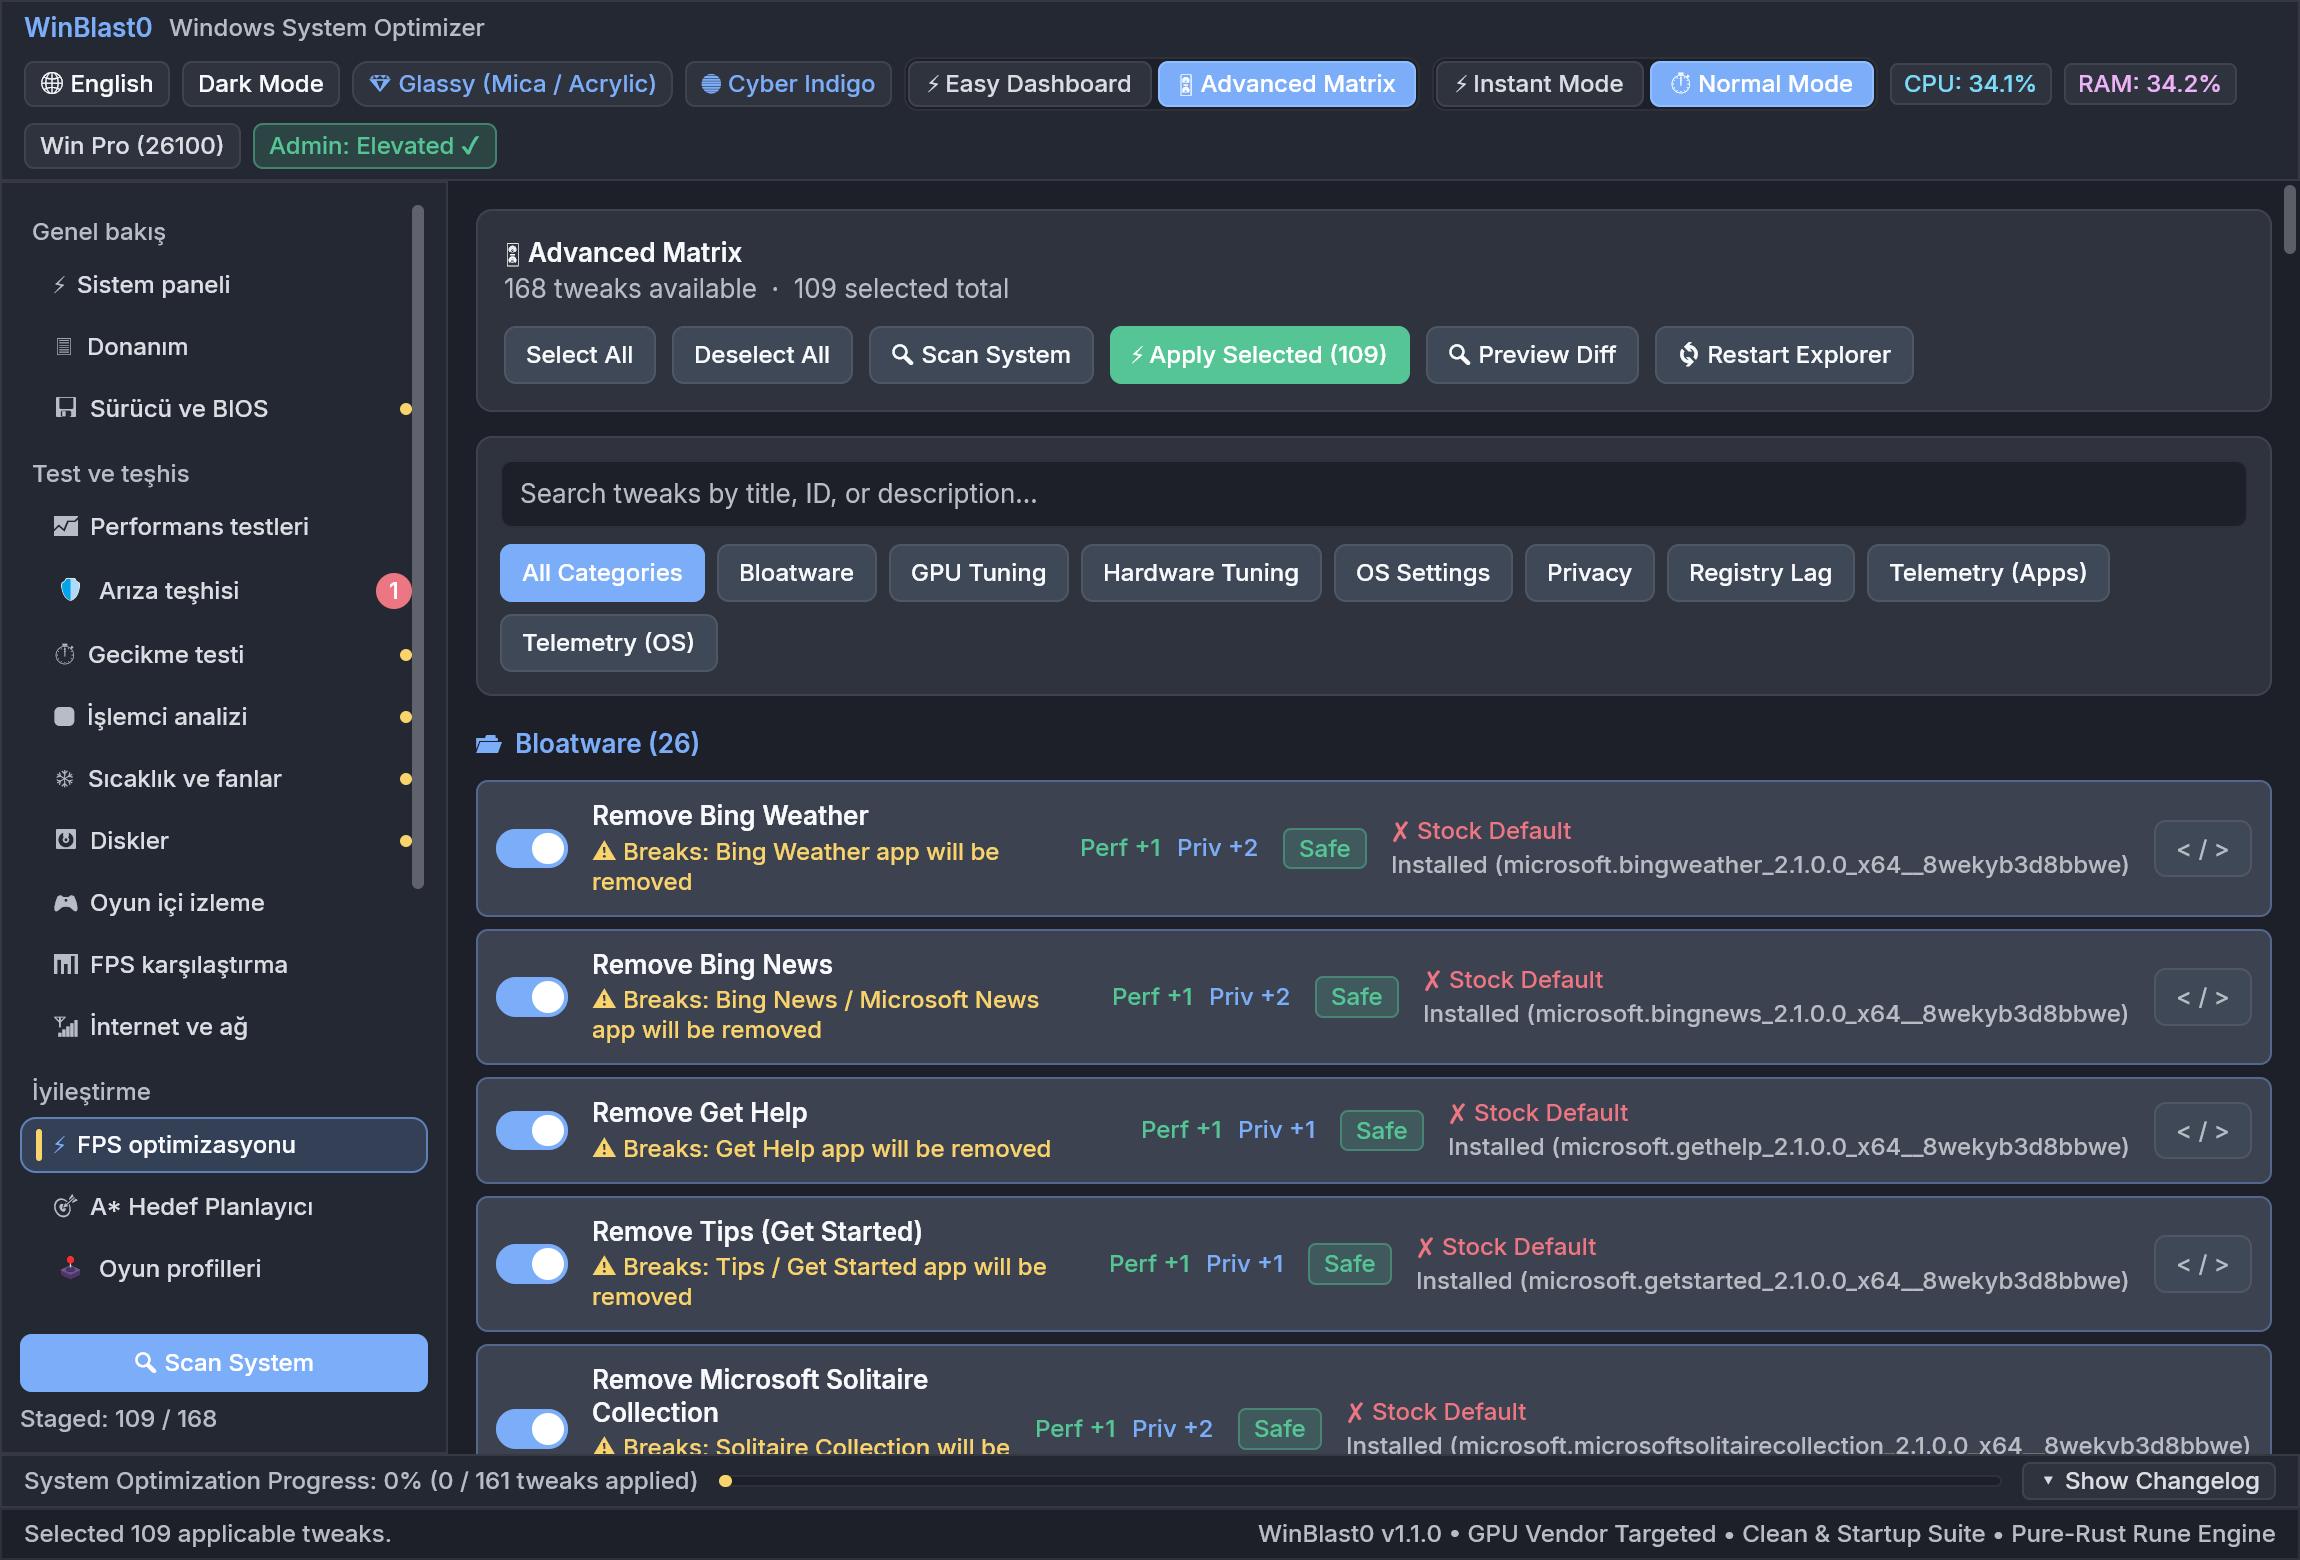 WinBlast0 Windows System Optimizer
English Dark Mode Glassy (Mica / Acrylic) Cyber Indigo ⚡Easy Dashboard Advanced Matrix ⚡Instant Mode ⏱ Normal Mode CPU: 34.1% RAM: 34.2%
Win Pro (26100) Admin: Elevated ✓
Genel bakış
⚡ Sistem paneli
Donanım
Sürücü ve BIOS
Test ve teşhis
Performans testleri
Arıza teşhisi 1
Gecikme testi
İşlemci analizi
Sıcaklık ve fanlar
Diskler
Oyun içi izleme
FPS karşılaştırma
İnternet ve ağ
İyileştirme
⚡ FPS optimizasyonu
A* Hedef Planlayıcı
Oyun profilleri
Scan System
Staged: 109 / 168
Advanced Matrix
168 tweaks available · 109 selected total
Select All Deselect All Scan System ⚡Apply Selected (109) Preview Diff Restart Explorer
Search tweaks by title, ID, or description...
All Categories Bloatware GPU Tuning Hardware Tuning OS Settings Privacy Registry Lag Telemetry (Apps)
Telemetry (OS)
Bloatware (26)
Remove Bing Weather
⚠ Breaks: Bing Weather app will be
removed
Perf +1 Priv +2 Safe
✗ Stock Default
Installed (microsoft.bingweather_2.1.0.0_x64__8wekyb3d8bbwe)
</>
Remove Bing News
⚠ Breaks: Bing News / Microsoft News
app will be removed
Perf +1 Priv +2 Safe
✗ Stock Default
Installed (microsoft.bingnews_2.1.0.0_x64__8wekyb3d8bbwe)
</>
Remove Get Help
⚠ Breaks: Get Help app will be removed
Perf +1 Priv +1 Safe
✗ Stock Default
Installed (microsoft.gethelp_2.1.0.0_x64__8wekyb3d8bbwe)
</>
Remove Tips (Get Started)
⚠ Breaks: Tips / Get Started app will be
removed
Perf +1 Priv +1 Safe
✗ Stock Default
Installed (microsoft.getstarted_2.1.0.0_x64__8wekyb3d8bbwe)
</>
Remove Microsoft Solitaire
Collection
⚠ Breaks: Solitaire Collection will be
Perf +1 Priv +2 Safe
✗ Stock Default
Installed (microsoft.microsoftsolitairecollection_2.1.0.0_x64__8wekyb3d8bbwe)
System Optimization Progress: 0% (0 / 161 tweaks applied) ▼ Show Changelog
Selected 109 applicable tweaks. WinBlast0 v1.1.0 • GPU Vendor Targeted • Clean & Startup Suite • Pure-Rust Rune Engine